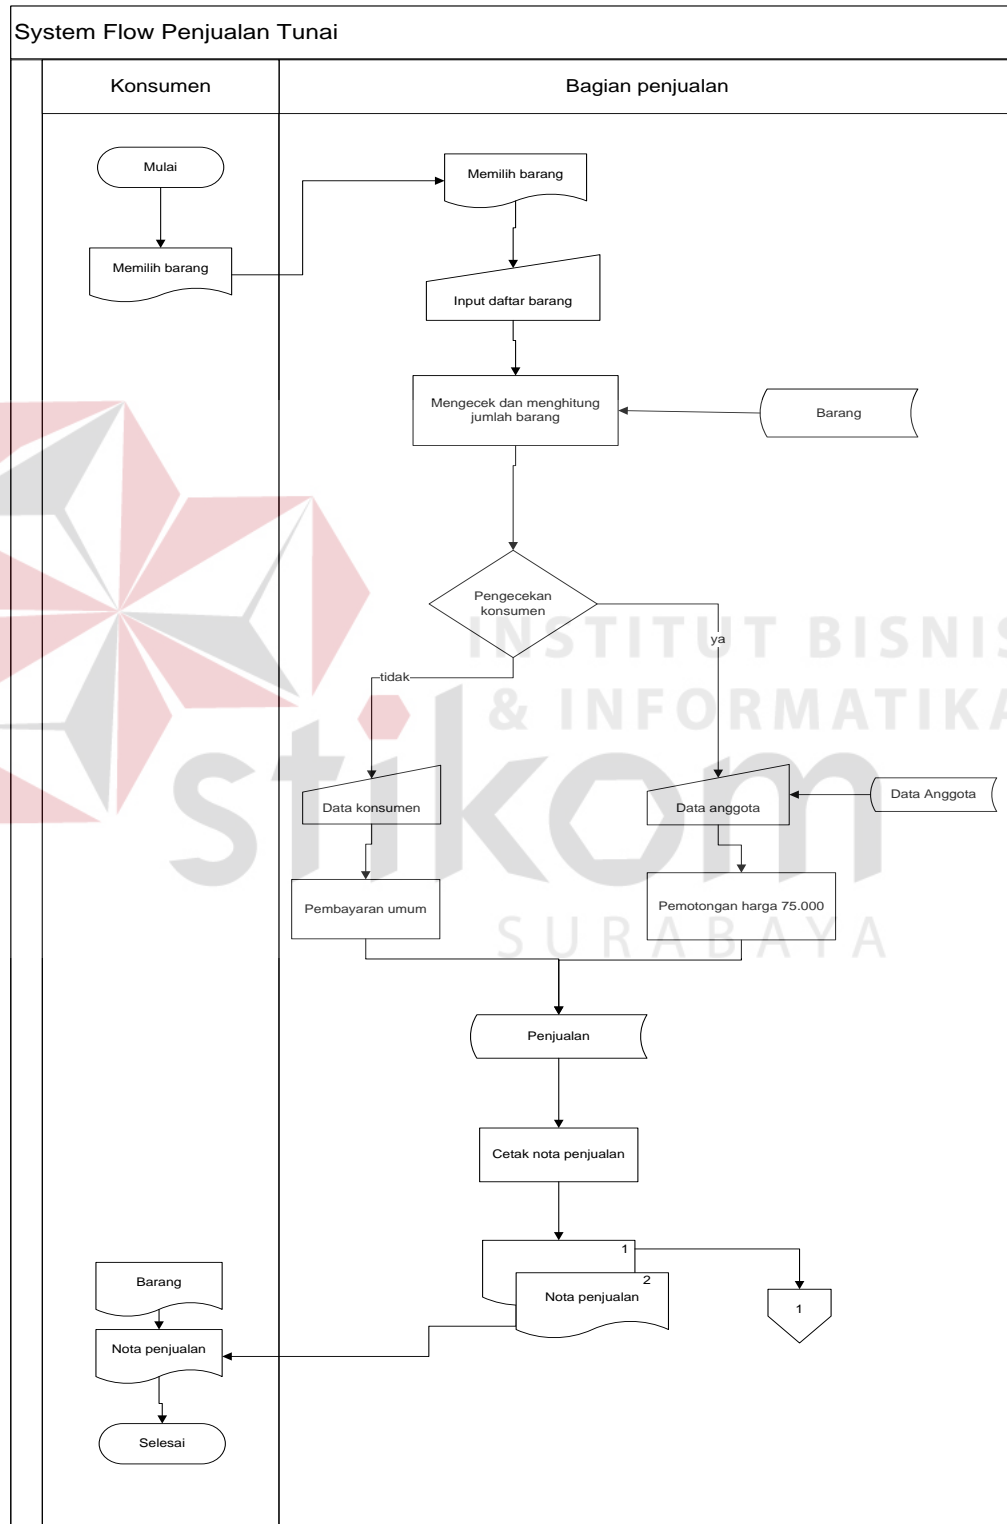 System Flow Penjualan Tunai
Konsumen
Bagian penjualan
Mulai
Memilih barang
Memilih barang
Input daftar barang
Mengecek dan menghitung
jumlah barang
Barang
Pengecekan
konsumen
ya
tidak
INSTITUT BISNIS
& INFORMATIKA
stikom
SURABAYA
Data konsumen
Data anggota
Data Anggota
Pembayaran umum
Pemotongan harga 75.000
Penjualan
Cetak nota penjualan
1
2
Nota penjualan
1
Barang
Nota penjualan
Selesai